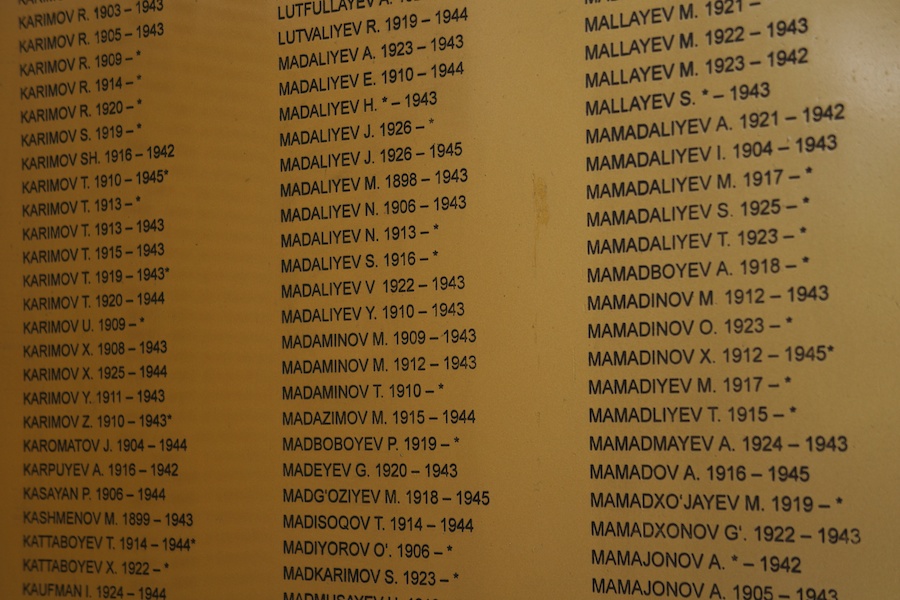 KARIMOV R. 1903 – 1943
KARIMOV R. 1905 – 1943
KARIMOV R. 1909 – *
KARIMOV R. 1914 – *
KARIMOV R. 1920 – *
KARIMOV S. 1919 – *
KARIMOV SH. 1916 – 1942
KARIMOV T. 1910 – 1945*
KARIMOV T. 1913 – *
KARIMOV T. 1913 – 1943
KARIMOV T. 1915 – 1943
KARIMOV T. 1919 – 1943*
KARIMOV T. 1920 – 1944
KARIMOV U. 1909 – *
KARIMOV X. 1908 – 1943
KARIMOV X. 1925 – 1944
KARIMOV Y. 1911 – 1943
KARIMOV Z. 1910 – 1943*
KAROMATOV J. 1904 – 1944
KARPUYEV A. 1916 – 1942
KASAYAN P. 1906 – 1944
KASHMENOV M. 1899 – 1943
KATTABOYEV T. 1914 – 1944*
KATTABOYEV X. 1922 – *
KAUFMAN I. 1924 – 1944
LUTFULLAYEV A.
LUTVALIYEV R. 1919 – 1944
MADALIYEV A. 1923 – 1943
MADALIYEV E. 1910 – 1944
MADALIYEV H. * – 1943
MADALIYEV J. 1926 – *
MADALIYEV J. 1926 – 1945
MADALIYEV M. 1898 – 1943
MADALIYEV N. 1906 – 1943
MADALIYEV N. 1913 – *
MADALIYEV S. 1916 – *
MADALIYEV V 1922 – 1943
MADALIYEV Y. 1910 – 1943
MADAMINOV M. 1909 – 1943
MADAMINOV M. 1912 – 1943
MADAMINOV T. 1910 – *
MADAZIMOV M. 1915 – 1944
MADBOBOYEV P. 1919 – *
MADEYEV G. 1920 – 1943
MADG'OZIYEV M. 1918 – 1945
MADISOQOV T. 1914 – 1944
MADIYOROV O'. 1906 – *
MADKARIMOV S. 1923 – *
MADMUSAYEV
MALLAYEV M. 1921 –
MALLAYEV M. 1922 – 1943
MALLAYEV M. 1923 – 1942
MALLAYEV S. * – 1943
MAMADALIYEV A. 1921 – 1942
MAMADALIYEV I. 1904 – 1943
MAMADALIYEV M. 1917 – *
MAMADALIYEV S. 1925 – *
MAMADALIYEV T. 1923 – *
MAMADBOYEV A. 1918 – *
MAMADINOV M. 1912 – 1943
MAMADINOV O. 1923 – *
MAMADINOV X. 1912 – 1945*
MAMADIYEV M. 1917 – *
MAMADLIYEV T. 1915 – *
MAMADMAYEV A. 1924 – 1943
MAMADOV A. 1916 – 1945
MAMADXO'JAYEV M. 1919 – *
MAMADXONOV G'. 1922 – 1943
MAMAJONOV A. * – 1942
MAMAJONOV A. 1905 – 1943